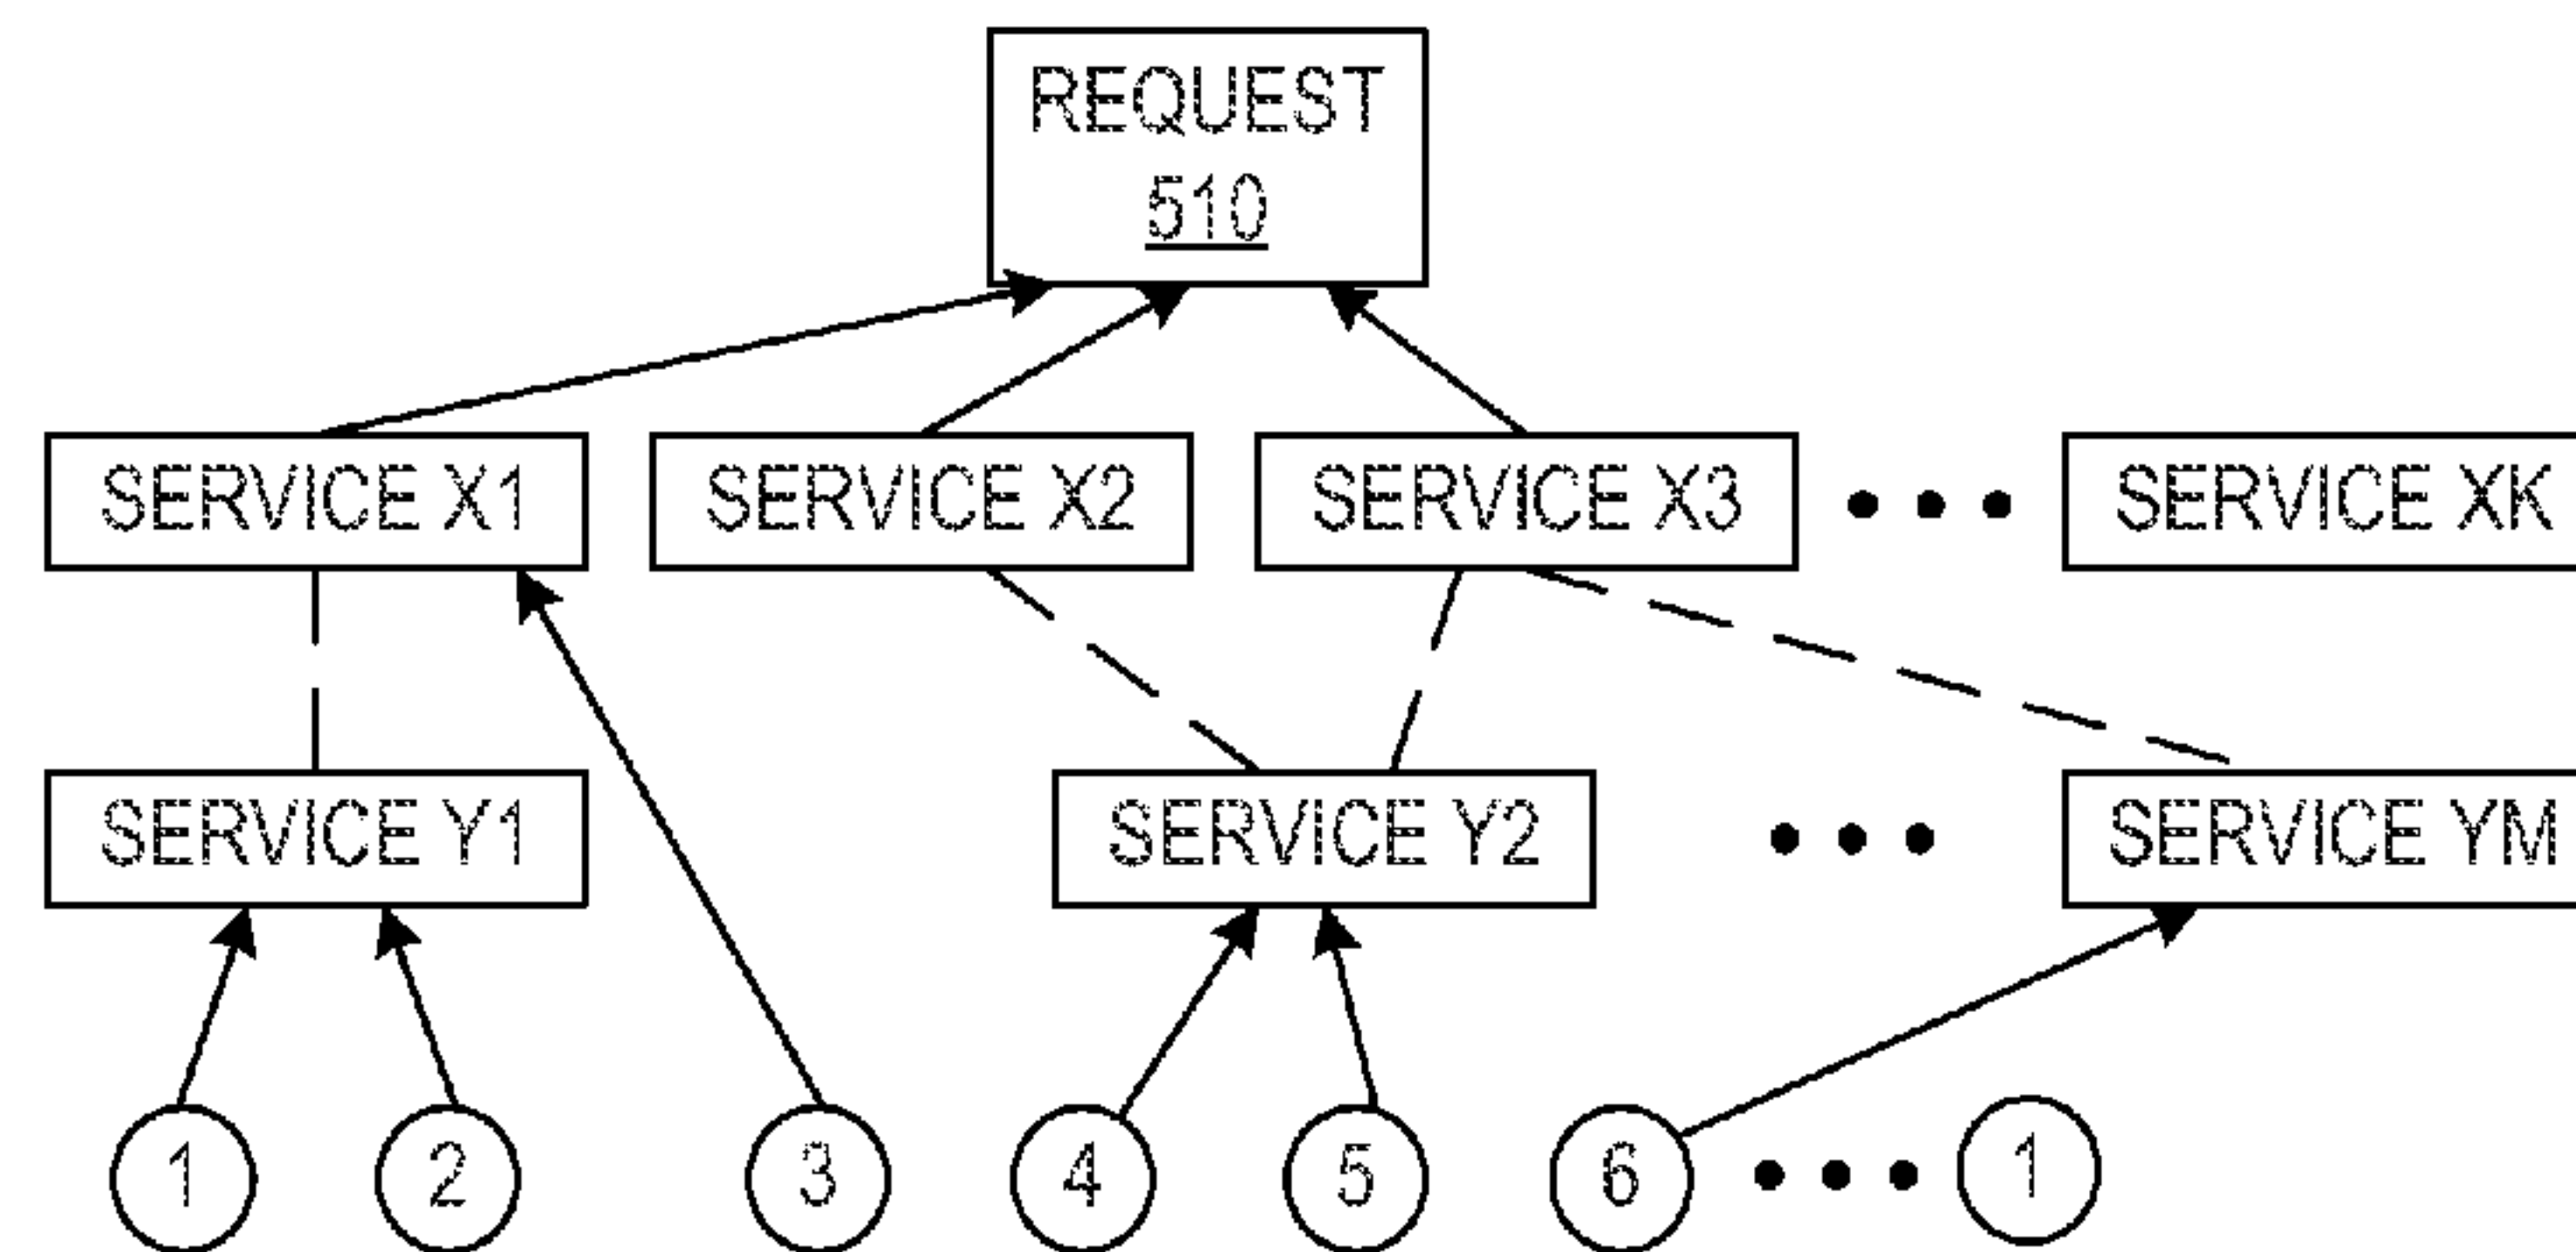 REQUEST
510
SERVICE X1
SERVICE X2
SERVICE X3
SERVICE XK
SERVICE Y1
SERVICE Y2
SERVICE YM
1
2
3
4
5
6
1